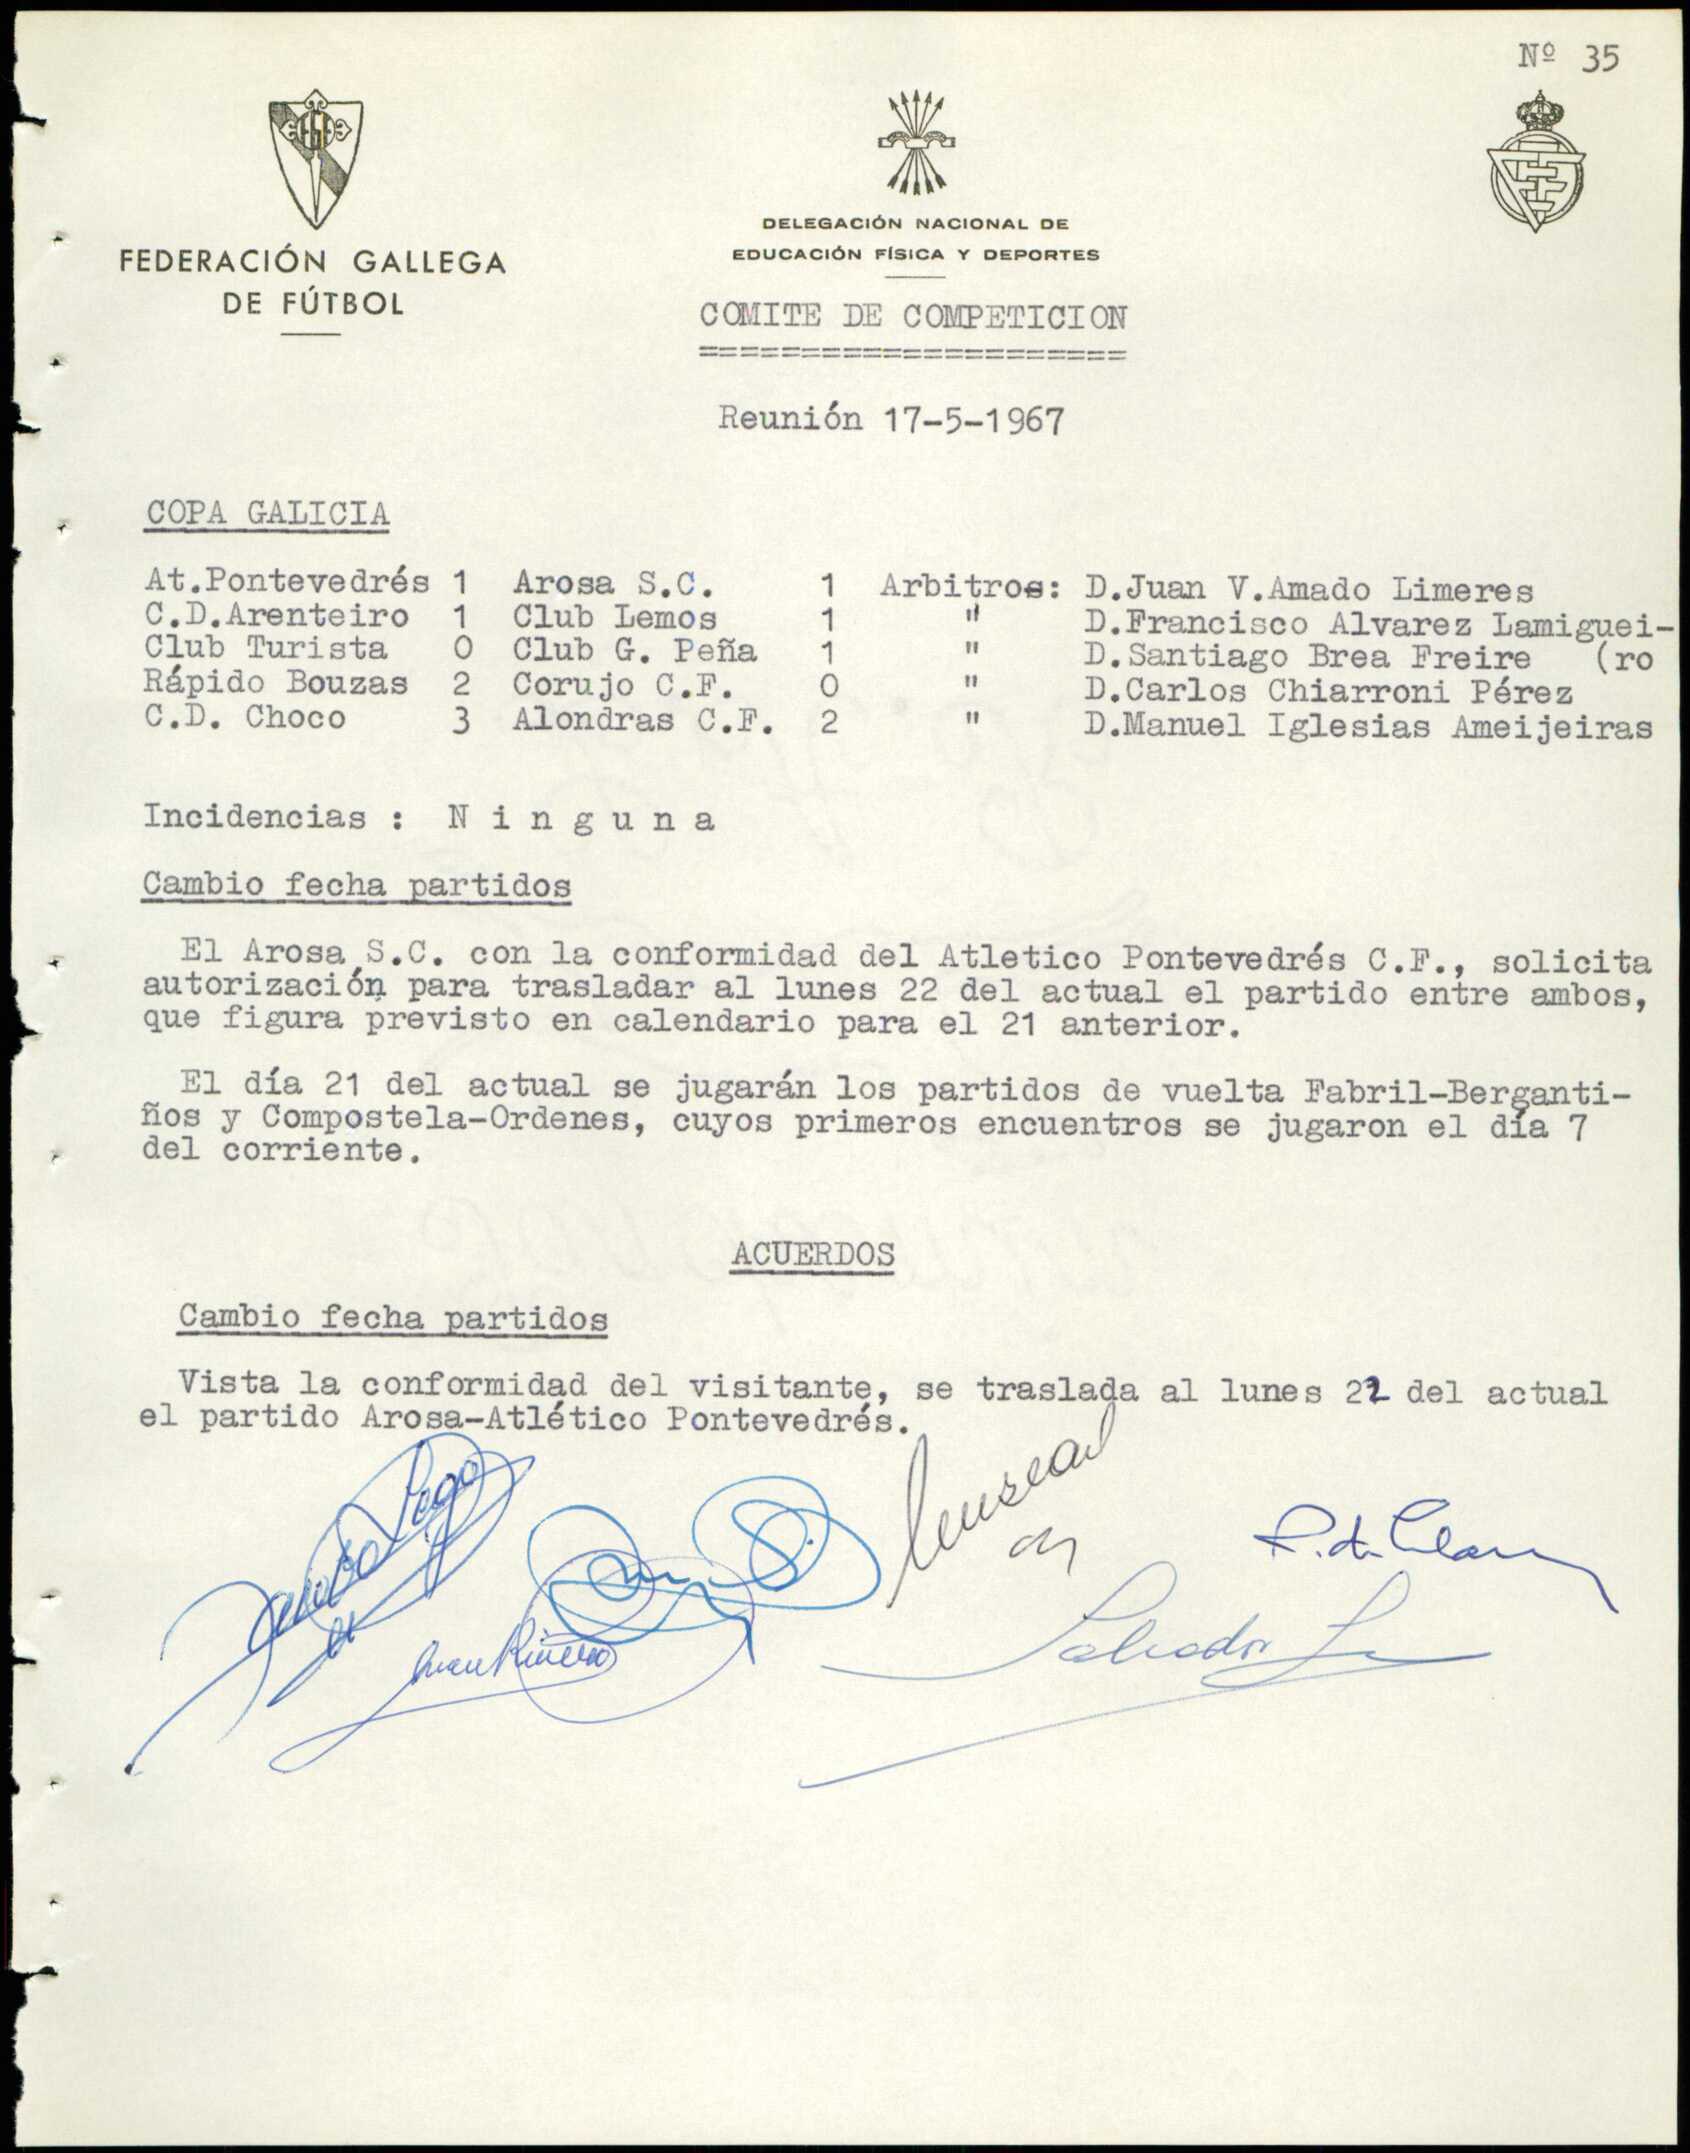 Nº 35
FEDERACIÓN GALLEGA
DE FÚTBOL
DELEGACIÓN NACIONAL DE
EDUCACIÓN FÍSICA Y DEPORTES
COMITE DE COMPETICION
=====================
Reunión 17-5-1967
COPA GALICIA
At.Pontevedrés 1 Arosa S.C. 1 Arbitros: D.Juan V.Amado Limeres
C.D.Arenteiro 1 Club Lemos 1 " D.Francisco Alvarez Lamiguei-
Club Turista 0 Club G. Peña 1 " D.Santiago Brea Freire (ro
Rápido Bouzas 2 Corujo C.F. 0 " D.Carlos Chiarroni Pérez
C.D. Choco 3 Alondras C.F. 2 " D.Manuel Iglesias Ameijeiras
Incidencias : N i n g u n a
Cambio fecha partidos
El Arosa S.C. con la conformidad del Atletico Pontevedrés C.F., solicita
autorización para trasladar al lunes 22 del actual el partido entre ambos,
que figura previsto en calendario para el 21 anterior.
El día 21 del actual se jugarán los partidos de vuelta Fabril-Berganti-
ños y Compostela-Ordenes, cuyos primeros encuentros se jugaron el día 7
del corriente.
ACUERDOS
Cambio fecha partidos
Vista la conformidad del visitante, se traslada al lunes 22 del actual
el partido Arosa-Atlético Pontevedrés.
Salvador